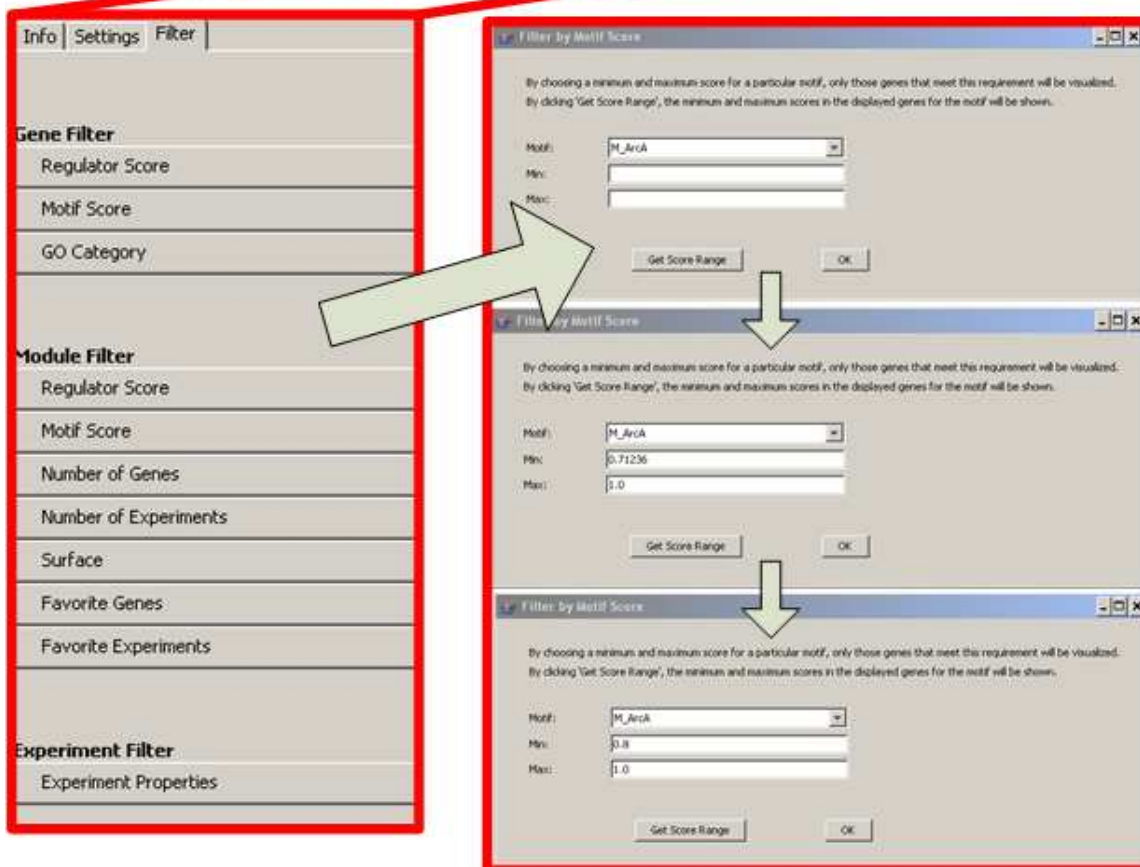 Info Settings Filter
Gene Filter
Regulator Score
Motif Score
GO Category
Module Filter
Regulator Score
Motif Score
Number of Genes
Number of Experiments
Surface
Favorite Genes
Favorite Experiments
Experiment Filter
Experiment Properties
Filter by Motif Score
By choosing a minimum and maximum score for a particular motif, only those genes that meet this requirement will be visualized.
By clicking 'Get Score Range', the minimum and maximum scores in the displayed genes for the motif will be shown.
Motif: M_ArcA
Min:
Max:
Get Score Range OK
Filter by Motif Score
By choosing a minimum and maximum score for a particular motif, only those genes that meet this requirement will be visualized.
By clicking 'Get Score Range', the minimum and maximum scores in the displayed genes for the motif will be shown.
Motif: M_ArcA
Min: 0.71236
Max: 1.0
Get Score Range OK
Filter by Motif Score
By choosing a minimum and maximum score for a particular motif, only those genes that meet this requirement will be visualized.
By clicking 'Get Score Range', the minimum and maximum scores in the displayed genes for the motif will be shown.
Motif: M_ArcA
Min: 0.8
Max: 1.0
Get Score Range OK